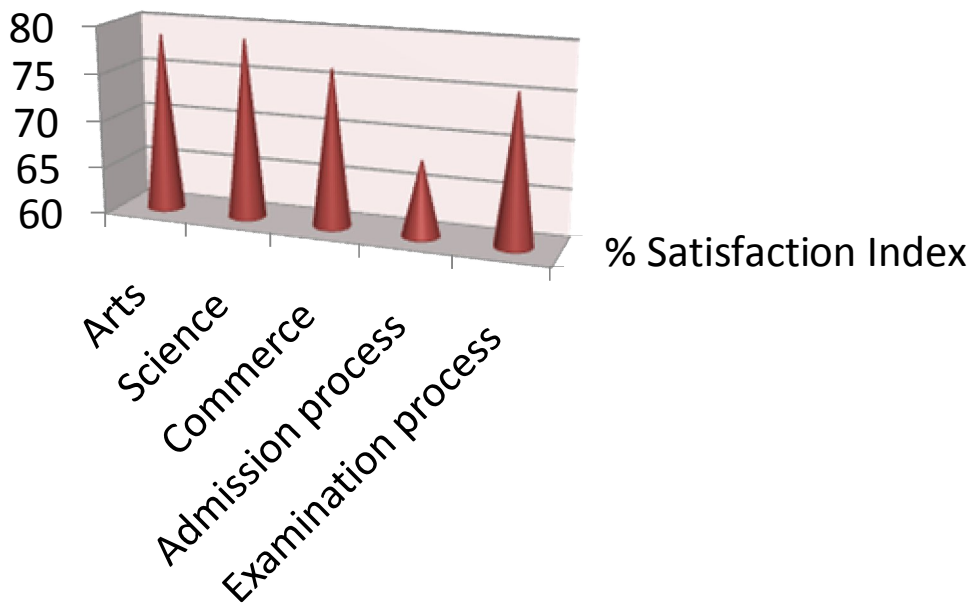 80
75
70
65
60
% Satisfaction Index
Arts
Science
Commerce
Admission process
Examination process